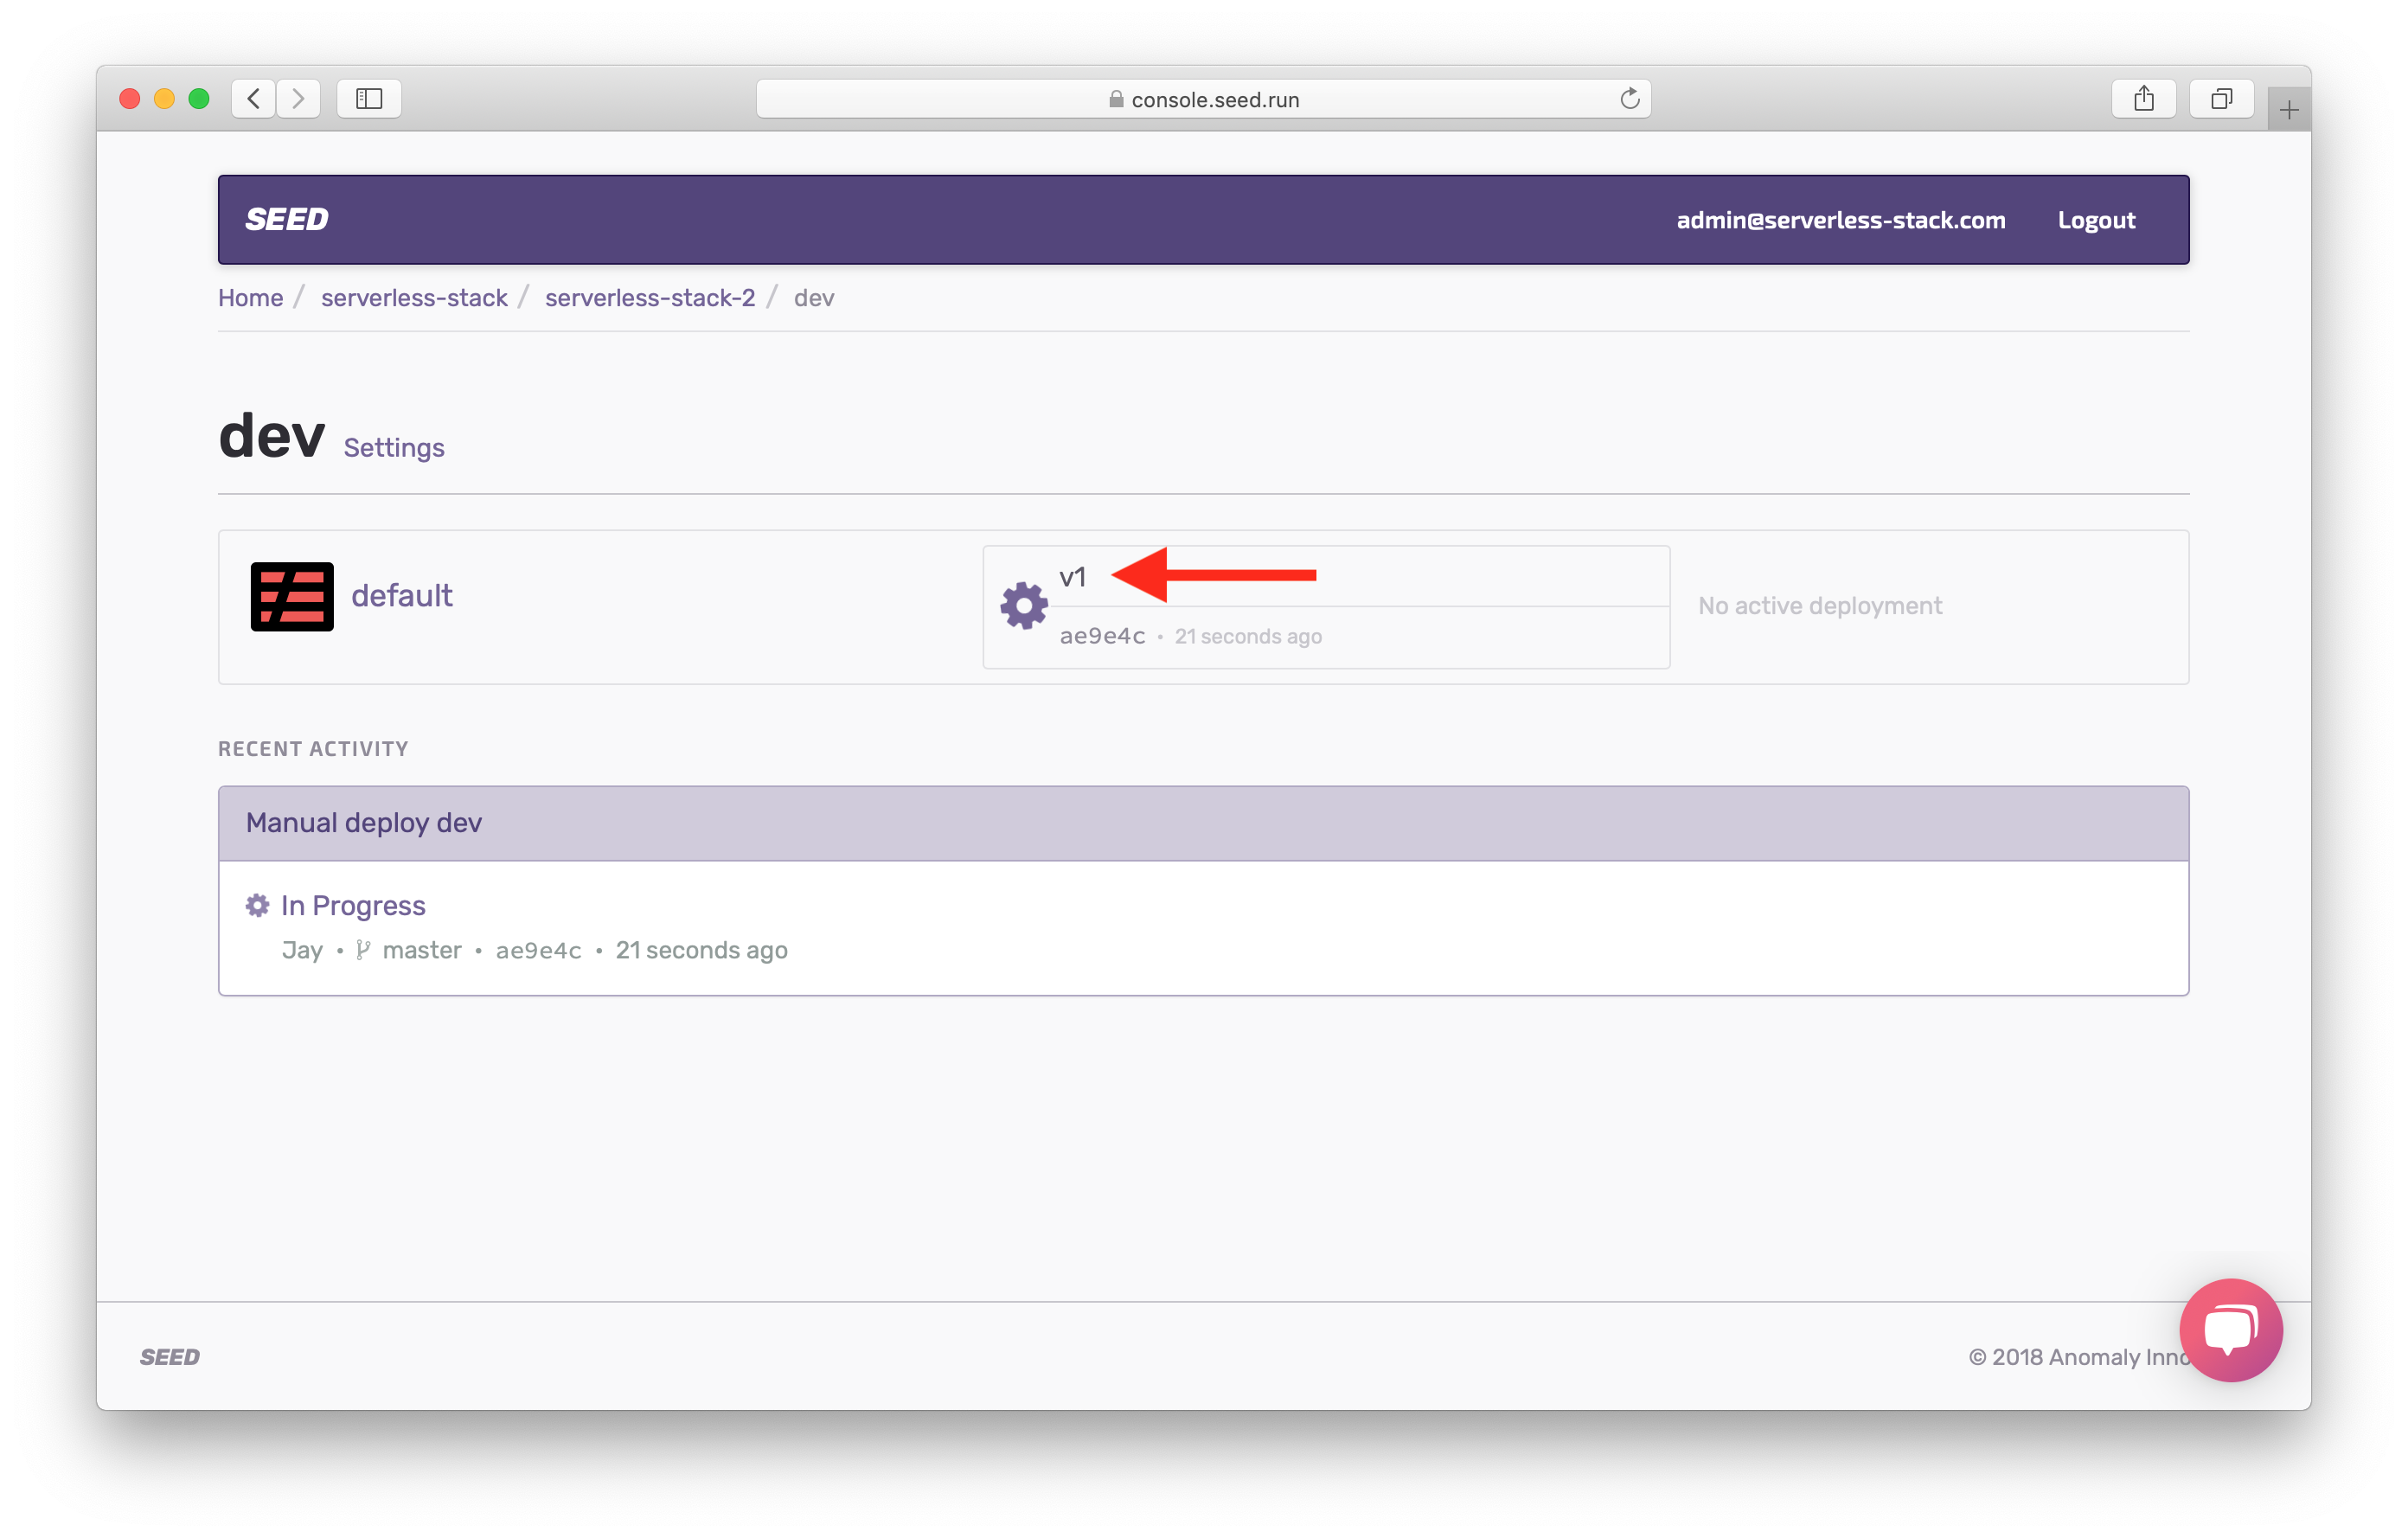 console.seed.run
SEED
admin@serverless-stack.com Logout
Home / serverless-stack / serverless-stack-2 / dev
dev Settings
default
v1
ae9e4c • 21 seconds ago
No active deployment
RECENT ACTIVITY
Manual deploy dev
In Progress
Jay • master • ae9e4c • 21 seconds ago
SEED
© 2018 Anomaly